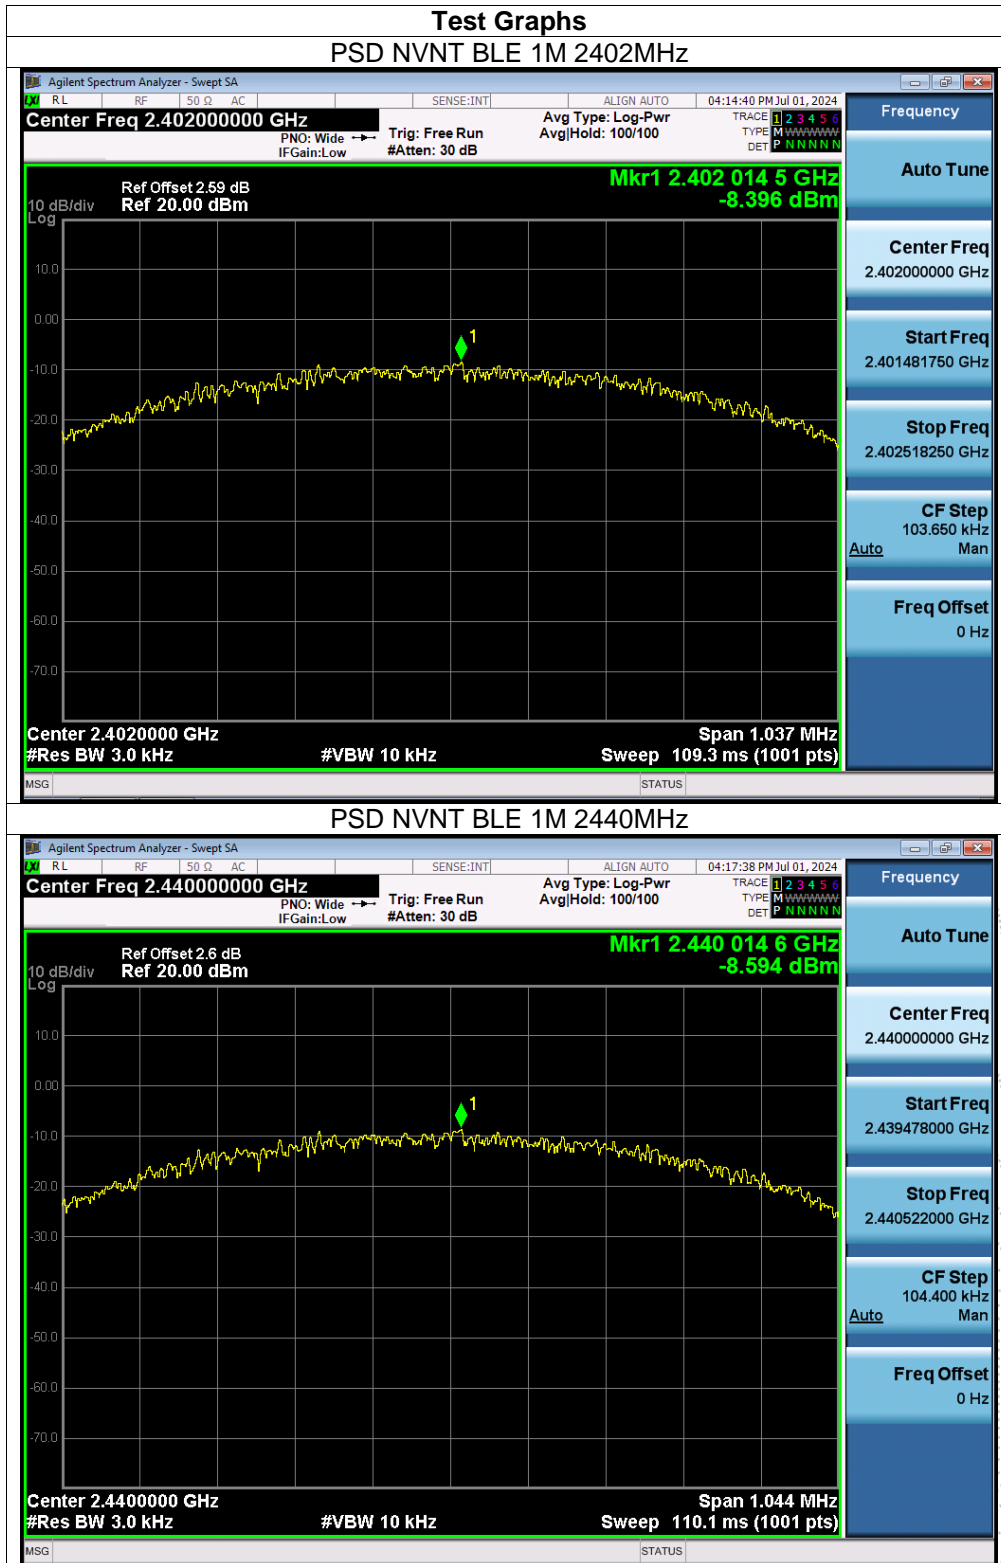 Test Graphs
PSD NVNT BLE 1M 2402MHz
Agilent Spectrum Analyzer - Swept SA
LXI RL RF 50 Ω AC SENSE:INT ALIGN AUTO 04:14:40 PM Jul 01, 2024
Center Freq 2.402000000 GHz
PNO: Wide
IFGain:Low
Trig: Free Run
#Atten: 30 dB
Avg Type: Log-Pwr
Avg|Hold: 100/100
TRACE 1 2 3 4 5 6
TYPE M WWWWW
DET P N N N N N
Frequency
Auto Tune
Center Freq
2.402000000 GHz
Start Freq
2.401481750 GHz
Stop Freq
2.402518250 GHz
CF Step
103.650 kHz
Auto Man
Freq Offset
0 Hz
Mkr1 2.402 014 5 GHz
-8.396 dBm
Ref Offset 2.59 dB
10 dB/div Ref 20.00 dBm
Log
10.0
0.00
1
-10.0
-20.0
-30.0
-40.0
-50.0
-60.0
-70.0
Center 2.4020000 GHz Span 1.037 MHz
#Res BW 3.0 kHz #VBW 10 kHz Sweep 109.3 ms (1001 pts)
MSG STATUS
PSD NVNT BLE 1M 2440MHz
Agilent Spectrum Analyzer - Swept SA
LXI RL RF 50 Ω AC SENSE:INT ALIGN AUTO 04:17:38 PM Jul 01, 2024
Center Freq 2.440000000 GHz
PNO: Wide
IFGain:Low
Trig: Free Run
#Atten: 30 dB
Avg Type: Log-Pwr
Avg|Hold: 100/100
TRACE 1 2 3 4 5 6
TYPE M WWWWW
DET P N N N N N
Frequency
Auto Tune
Center Freq
2.440000000 GHz
Start Freq
2.439478000 GHz
Stop Freq
2.440522000 GHz
CF Step
104.400 kHz
Auto Man
Freq Offset
0 Hz
Mkr1 2.440 014 6 GHz
-8.594 dBm
Ref Offset 2.6 dB
10 dB/div Ref 20.00 dBm
Log
10.0
0.00
1
-10.0
-20.0
-30.0
-40.0
-50.0
-60.0
-70.0
Center 2.4400000 GHz Span 1.044 MHz
#Res BW 3.0 kHz #VBW 10 kHz Sweep 110.1 ms (1001 pts)
MSG STATUS